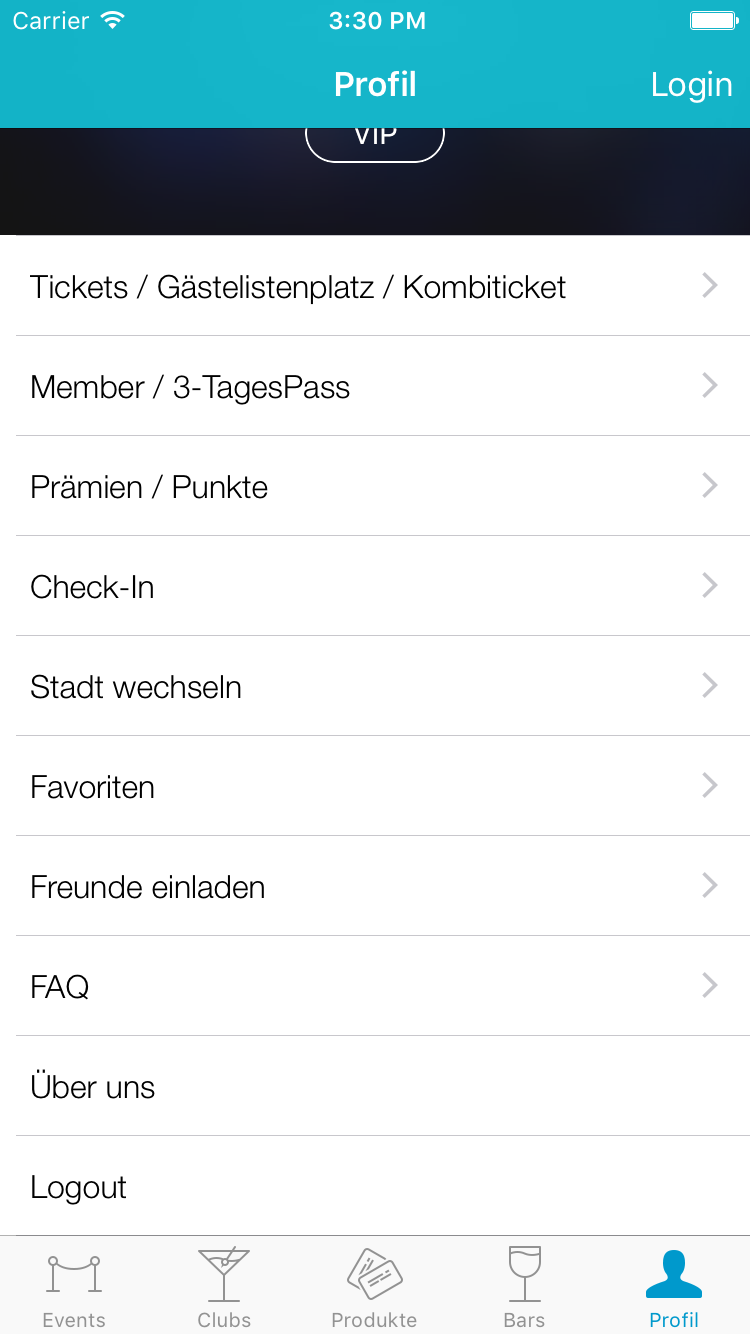 Carrier 3:30 PM
Profil Login
VIP
Tickets / Gästelistenplatz / Kombiticket
Member / 3-TagesPass
Prämien / Punkte
Check-In
Stadt wechseln
Favoriten
Freunde einladen
FAQ
Über uns
Logout
Events Clubs Produkte Bars Profil